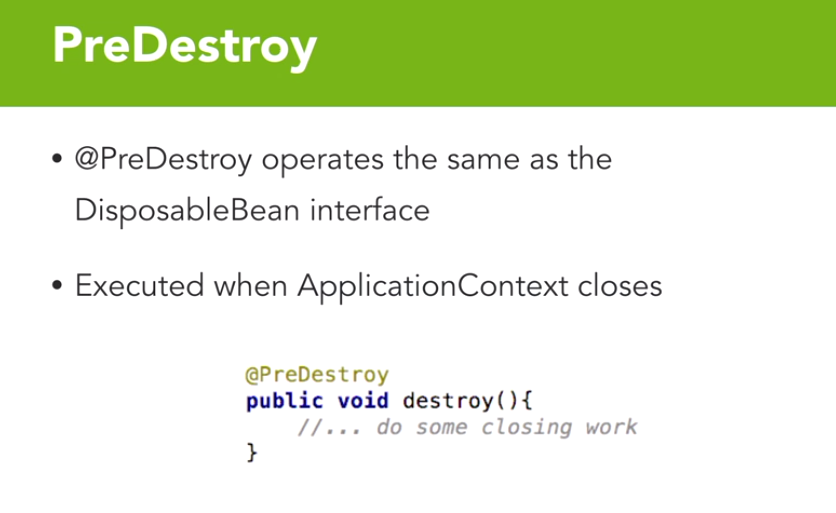 PreDestroy
• @PreDestroy operates the same as the
DisposableBean interface
• Executed when ApplicationContext closes
@PreDestroy
public void destroy(){
//... do some closing work
}